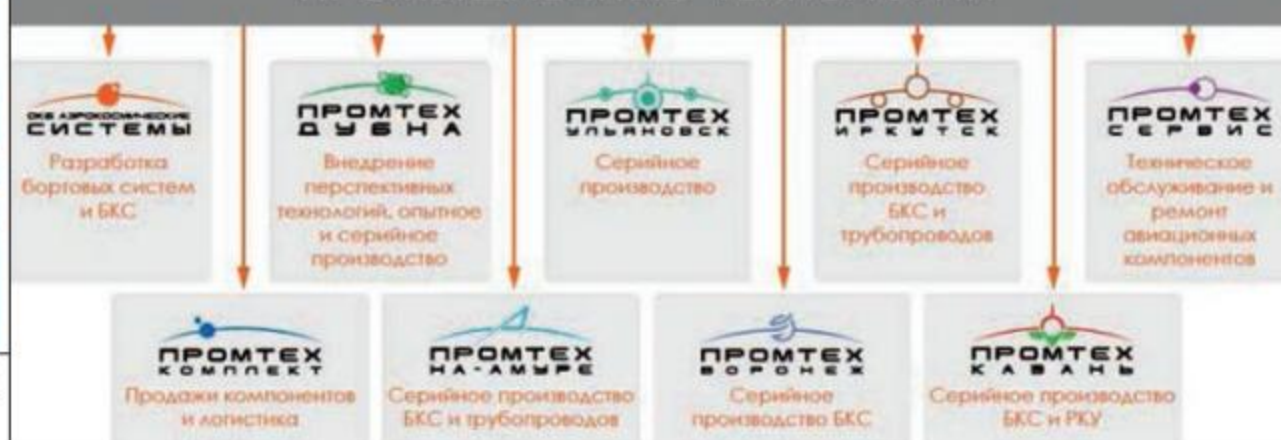 ОКБ АЭРОКОСМИЧЕСКИЕ
СИСТЕМЫ
Разработка
бортовых систем
и БКС
ПРОМТЕХ
ДУБНА
Внедрение
перспективных
технологий, опытное
и серийное
производство
ПРОМТЕХ
УЛЬЯНОВСК
Серийное
производство
ПРОМТЕХ
ИРКУТСК
Серийное
производство
БКС и
трубопроводов
ПРОМТЕХ
СЕРВИС
Техническое
обслуживание и
ремонт
авиационных
компонентов
ПРОМТЕХ
КОМПЛЕКТ
Продажи компонентов
и логистика
ПРОМТЕХ
НА-АМУРЕ
Серийное производство
БКС и трубопроводов
ПРОМТЕХ
ВОРОНЕЖ
Серийное
производство БКС
ПРОМТЕХ
КАЗАНЬ
Серийное производство
БКС и РКУ